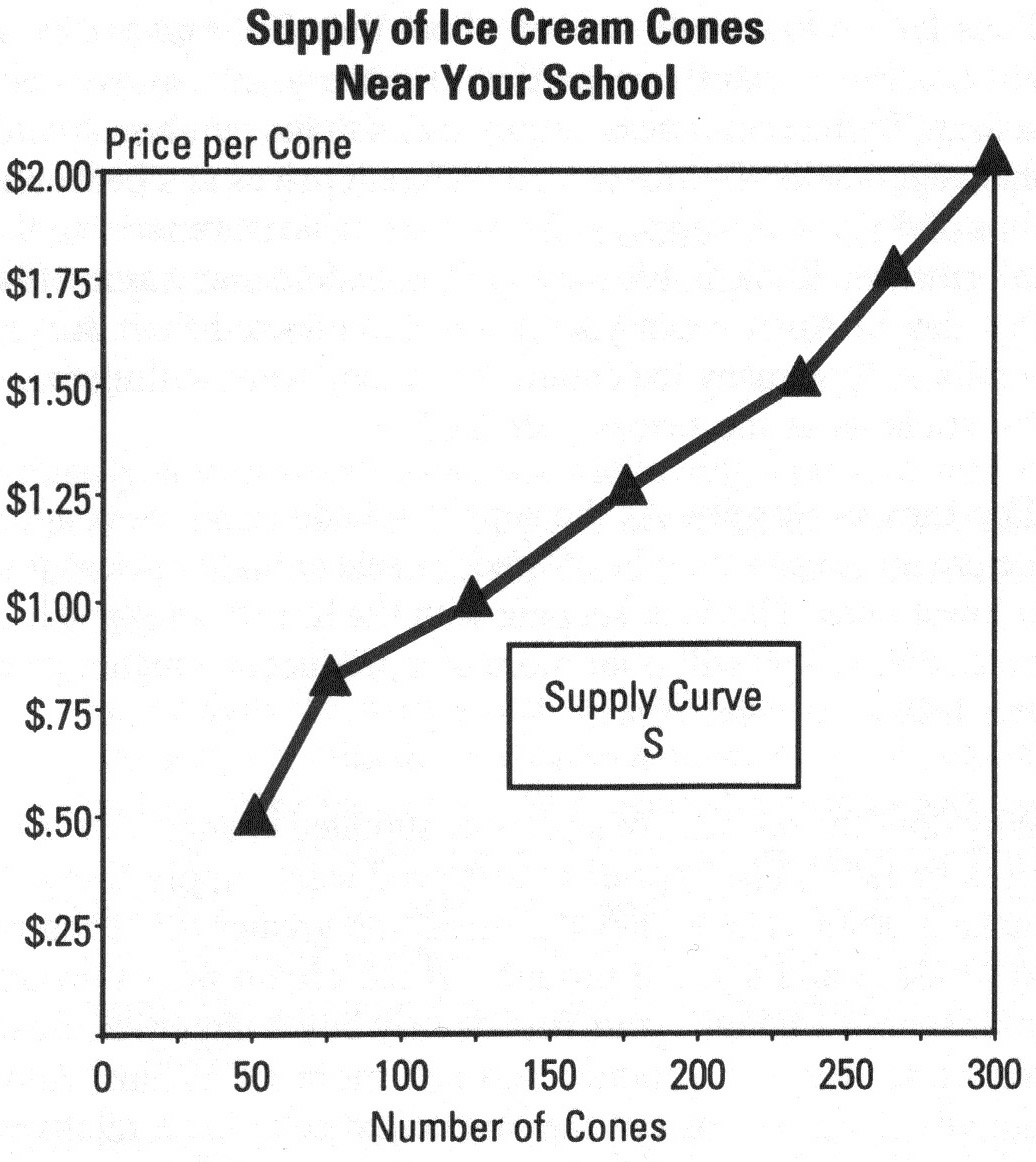 Supply of Ice Cream Cones
Near Your School
Price per Cone
$2.00
$1.75
$1.50
$1.25
$1.00
$.75
$.50
$.25
Supply Curve
S
0 50 100 150 200 250 300
Number of Cones